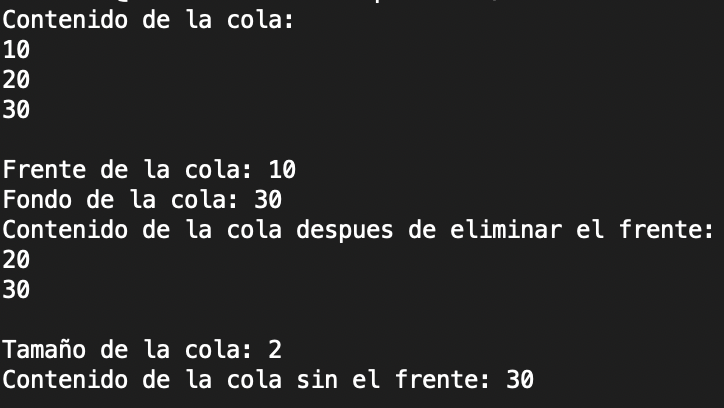 Contenido de la cola:
10
20
30
Frente de la cola: 10
Fondo de la cola: 30
Contenido de la cola despues de eliminar el frente:
20
30
Tamaño de la cola: 2
Contenido de la cola sin el frente: 30